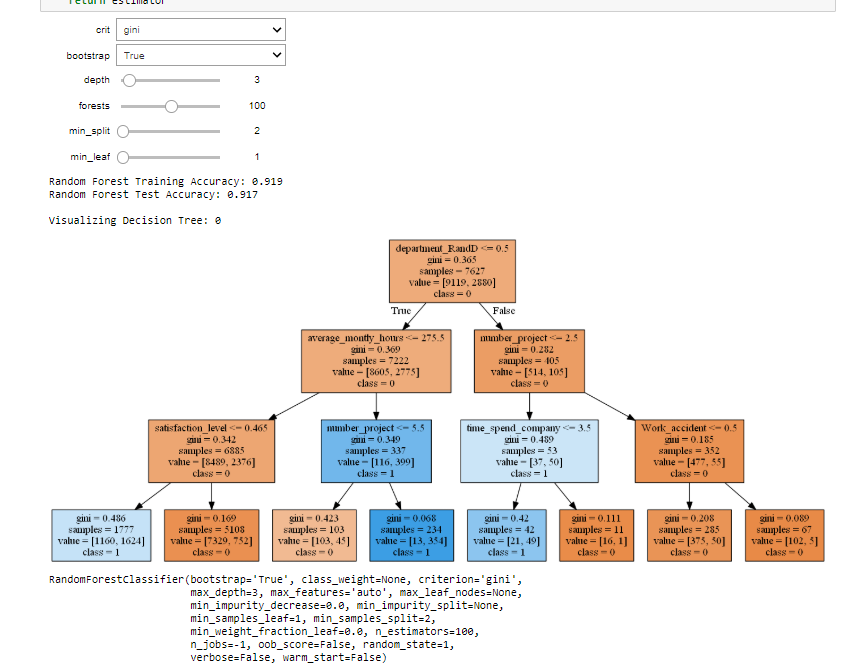 return estimator
crit gini
bootstrap True
depth 3
forests 100
min_split 2
min_leaf 1
Random Forest Training Accuracy: 0.919
Random Forest Test Accuracy: 0.917
Visualizing Decision Tree: 0
department_RandD <= 0.5
gini = 0.365
samples = 7627
value = [9119, 2880]
class = 0
True
False
average_montly_hours <= 275.5
gini = 0.369
samples = 7222
value = [8605, 2775]
class = 0
number_project <= 2.5
gini = 0.282
samples = 405
value = [514, 105]
class = 0
satisfaction_level <= 0.465
gini = 0.342
samples = 6885
value = [8489, 2376]
class = 0
number_project <= 5.5
gini = 0.349
samples = 337
value = [116, 399]
class = 1
time_spend_company <= 3.5
gini = 0.489
samples = 53
value = [37, 50]
class = 1
Work_accident <= 0.5
gini = 0.185
samples = 352
value = [477, 55]
class = 0
gini = 0.486
samples = 1777
value = [1160, 1624]
class = 1
gini = 0.169
samples = 5108
value = [7329, 752]
class = 0
gini = 0.423
samples = 103
value = [103, 45]
class = 0
gini = 0.068
samples = 234
value = [13, 354]
class = 1
gini = 0.42
samples = 42
value = [21, 49]
class = 1
gini = 0.111
samples = 11
value = [16, 1]
class = 0
gini = 0.208
samples = 285
value = [375, 50]
class = 0
gini = 0.089
samples = 67
value = [102, 5]
class = 0
RandomForestClassifier(bootstrap='True', class_weight=None, criterion='gini',
max_depth=3, max_features='auto', max_leaf_nodes=None,
min_impurity_decrease=0.0, min_impurity_split=None,
min_samples_leaf=1, min_samples_split=2,
min_weight_fraction_leaf=0.0, n_estimators=100,
n_jobs=-1, oob_score=False, random_state=1,
verbose=False, warm_start=False)